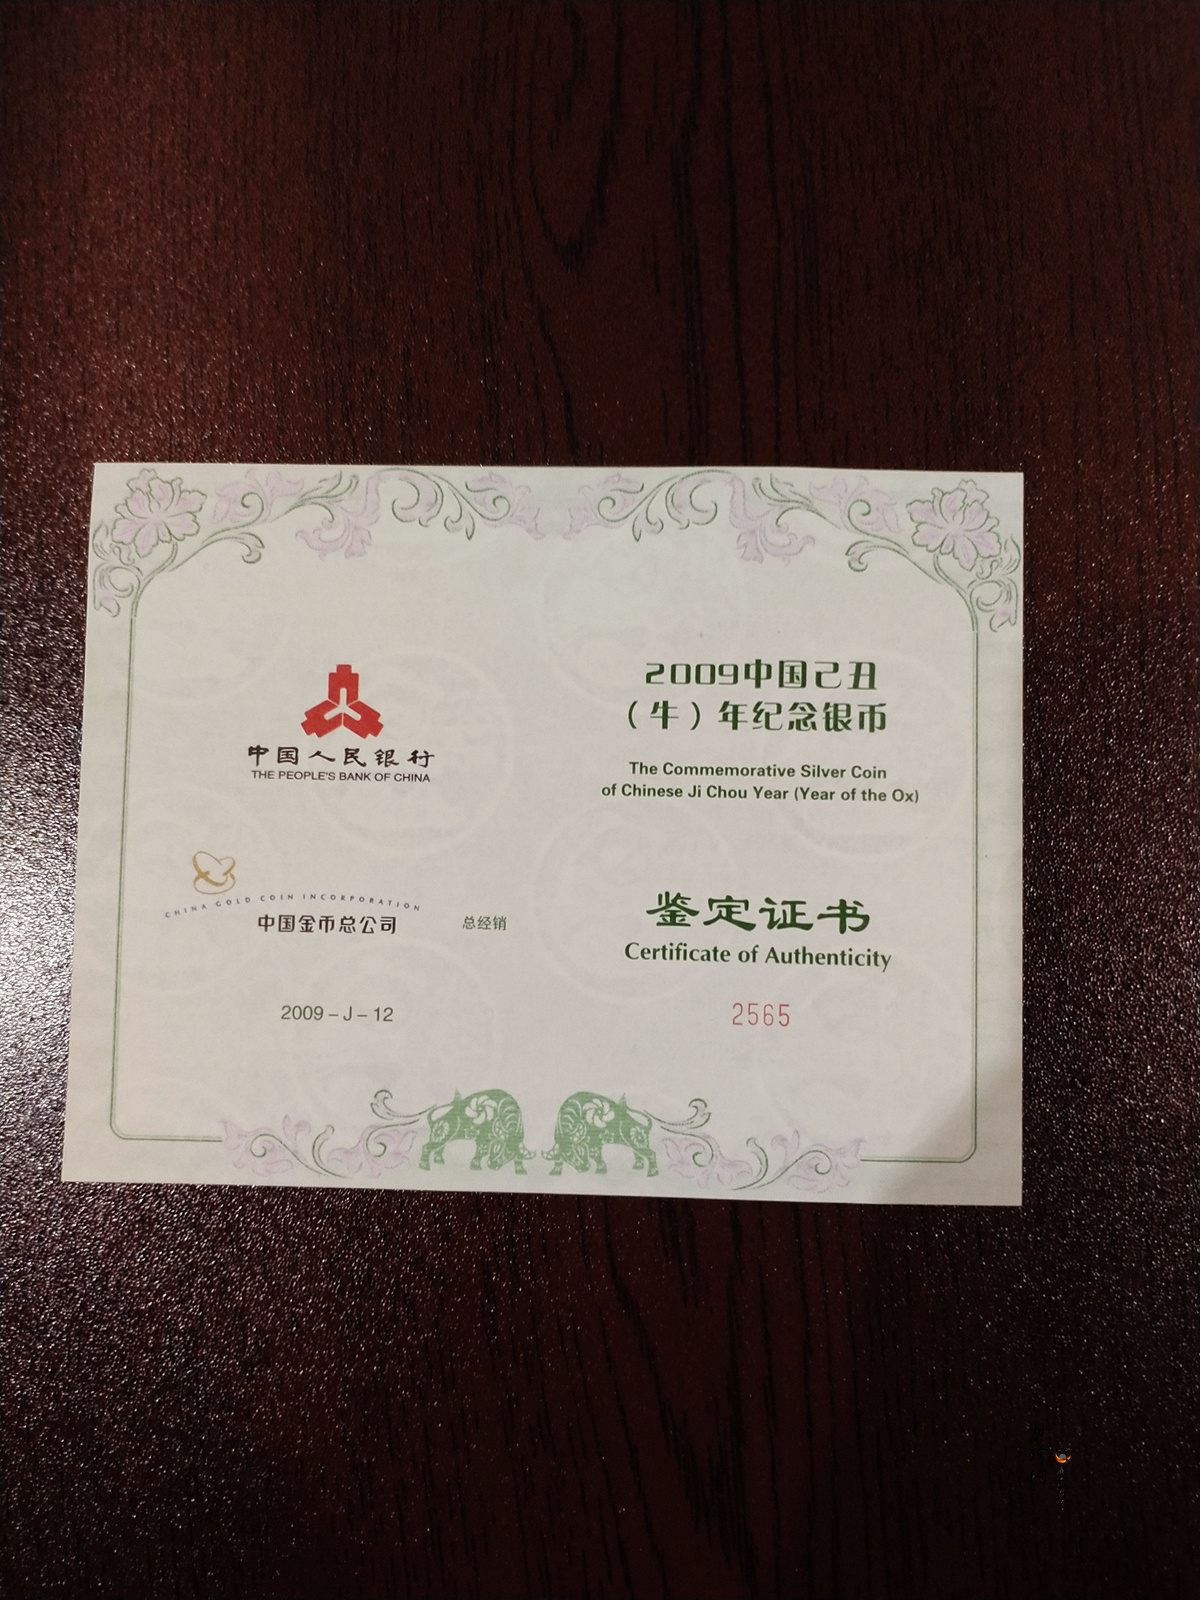 中国人民银行
THE PEOPLE'S BANK OF CHINA
CHINA GOLD COIN INCORPORATION
中国金币总公司
总经销
2009-J-12
2009中国己丑
（牛）年纪念银币
The Commemorative Silver Coin
of Chinese Ji Chou Year (Year of the Ox)
鉴定证书
Certificate of Authenticity
2565